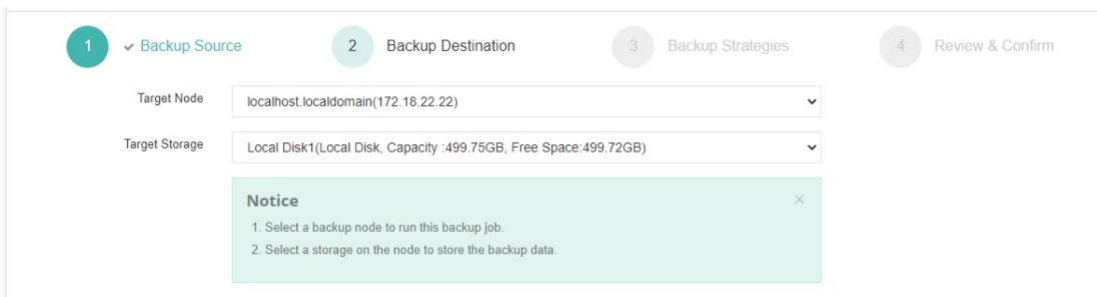 1 ✓ Backup Source 2 Backup Destination 3 Backup Strategies 4 Review & Confirm
Target Node localhost.localdomain(172.18.22.22)
Target Storage Local Disk1(Local Disk, Capacity :499.75GB, Free Space:499.72GB)
Notice ×
1. Select a backup node to run this backup job.
2. Select a storage on the node to store the backup data.